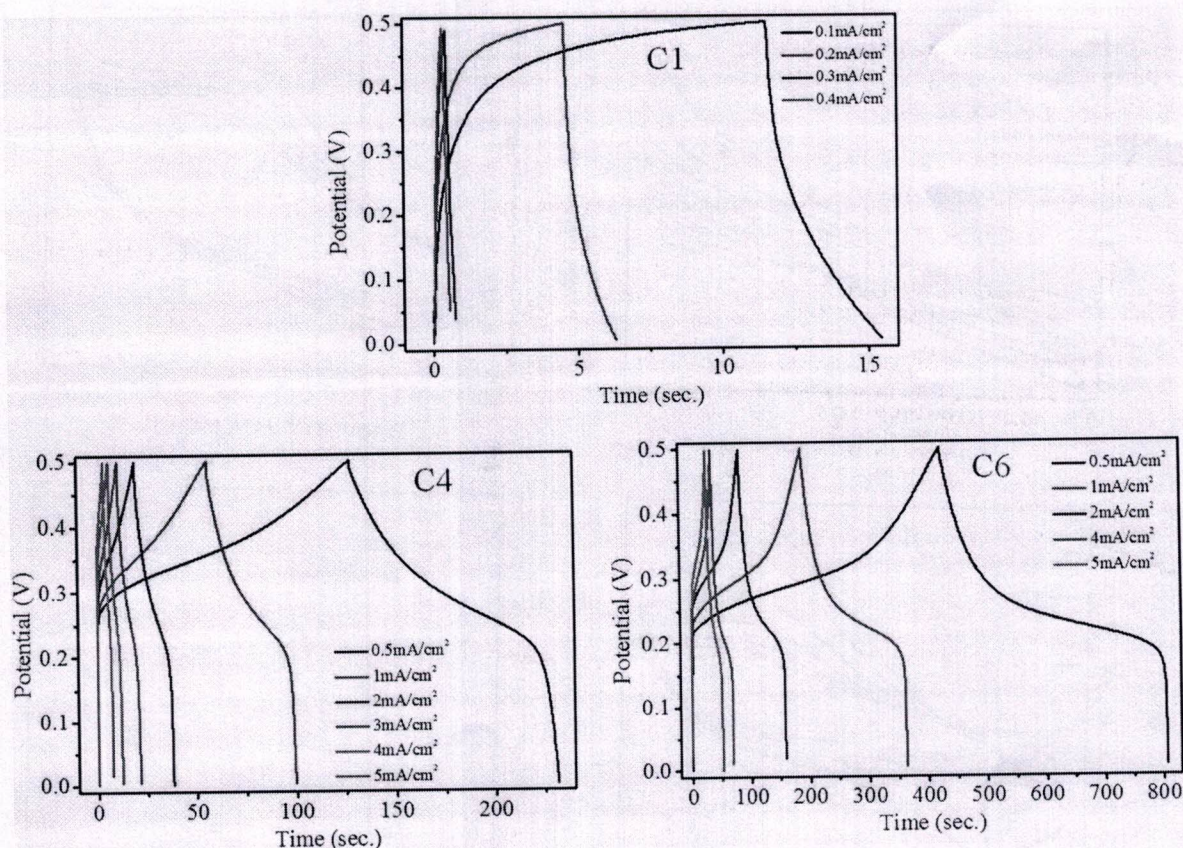 0.5
0.4
0.3
0.2
0.1
0.0
Potential (V)
C1
0.1mA/cm²
0.2mA/cm²
0.3mA/cm²
0.4mA/cm²
0 5 10 15
Time (sec.)
0.5
0.4
0.3
0.2
0.1
0.0
Potential (V)
C4
0.5mA/cm²
1mA/cm²
2mA/cm²
3mA/cm²
4mA/cm²
5mA/cm²
0 50 100 150 200
Time (sec.)
0.5
0.4
0.3
0.2
0.1
0.0
Potential (V)
C6
0.5mA/cm²
1mA/cm²
2mA/cm²
4mA/cm²
5mA/cm²
0 100 200 300 400 500 600 700 800
Time (sec.)